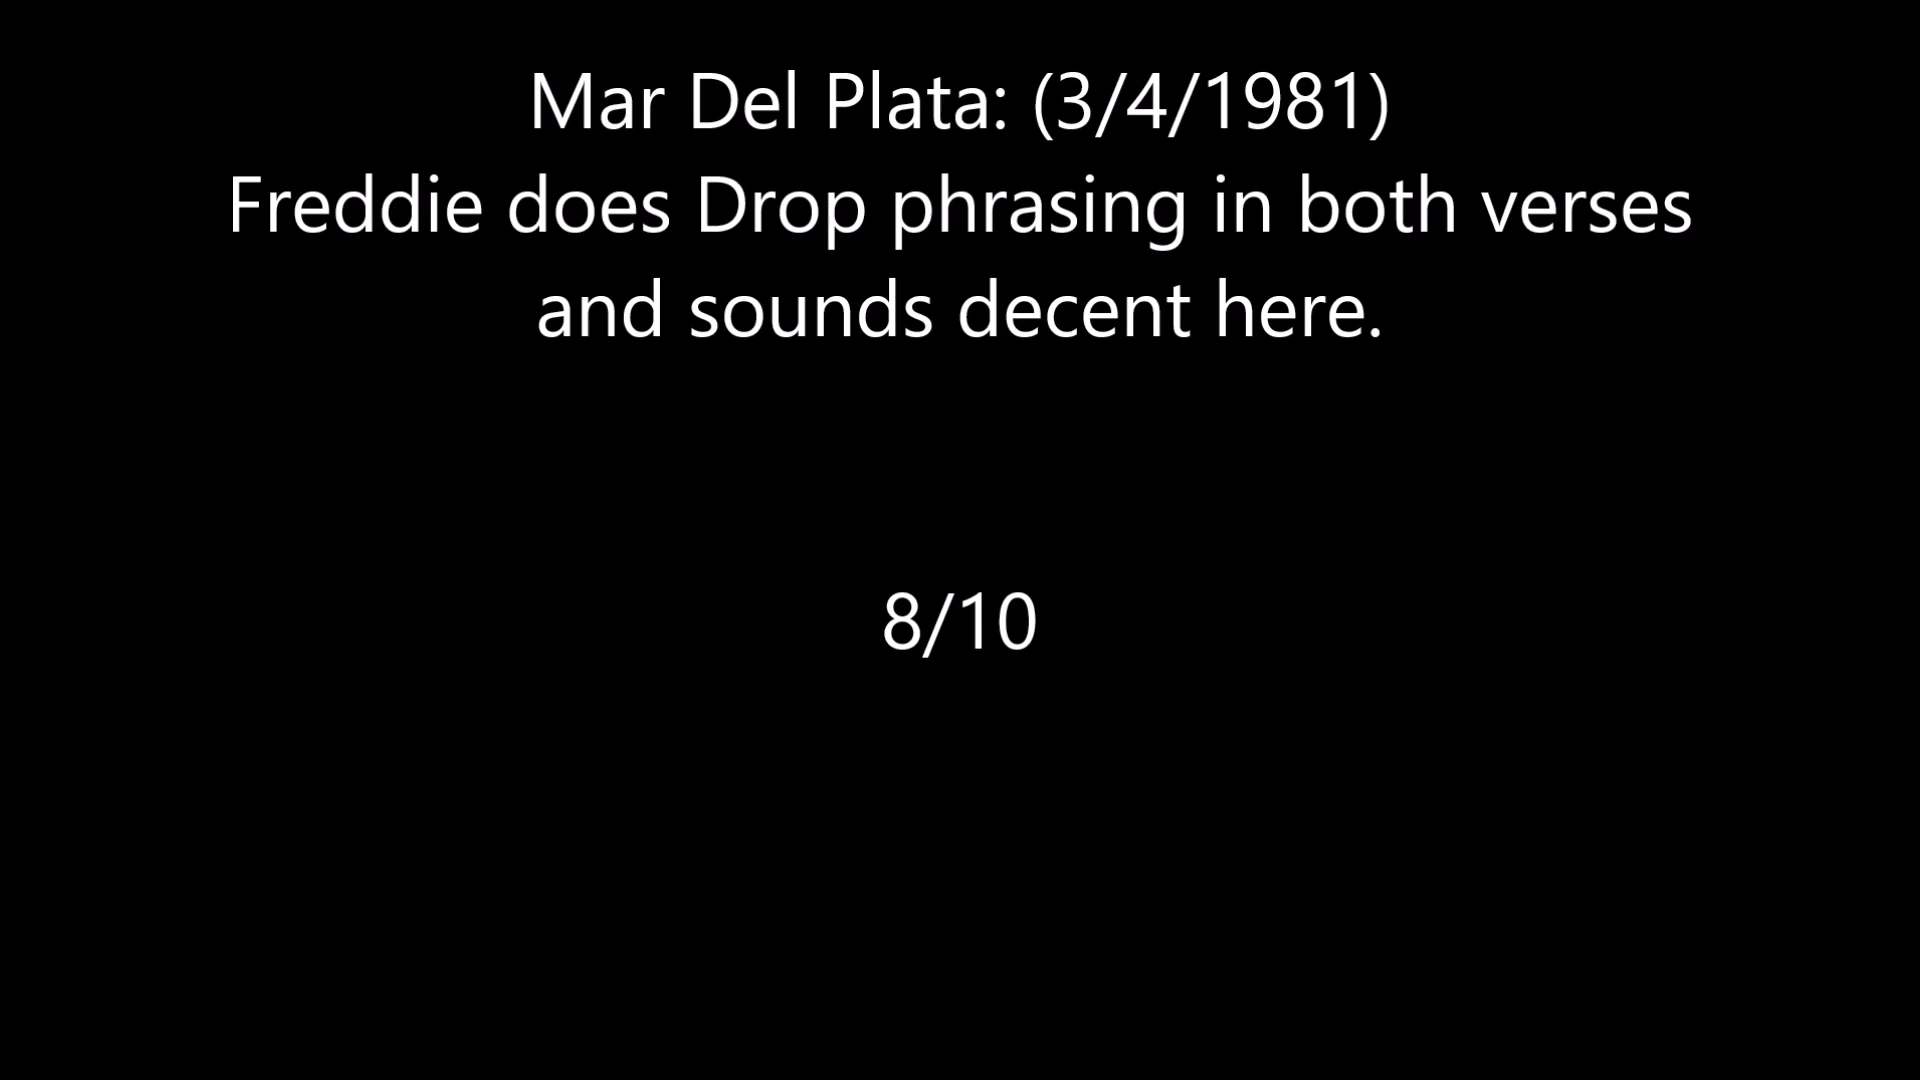 Mar Del Plata: (3/4/1981)
Freddie does Drop phrasing in both verses
and sounds decent here.
8/10